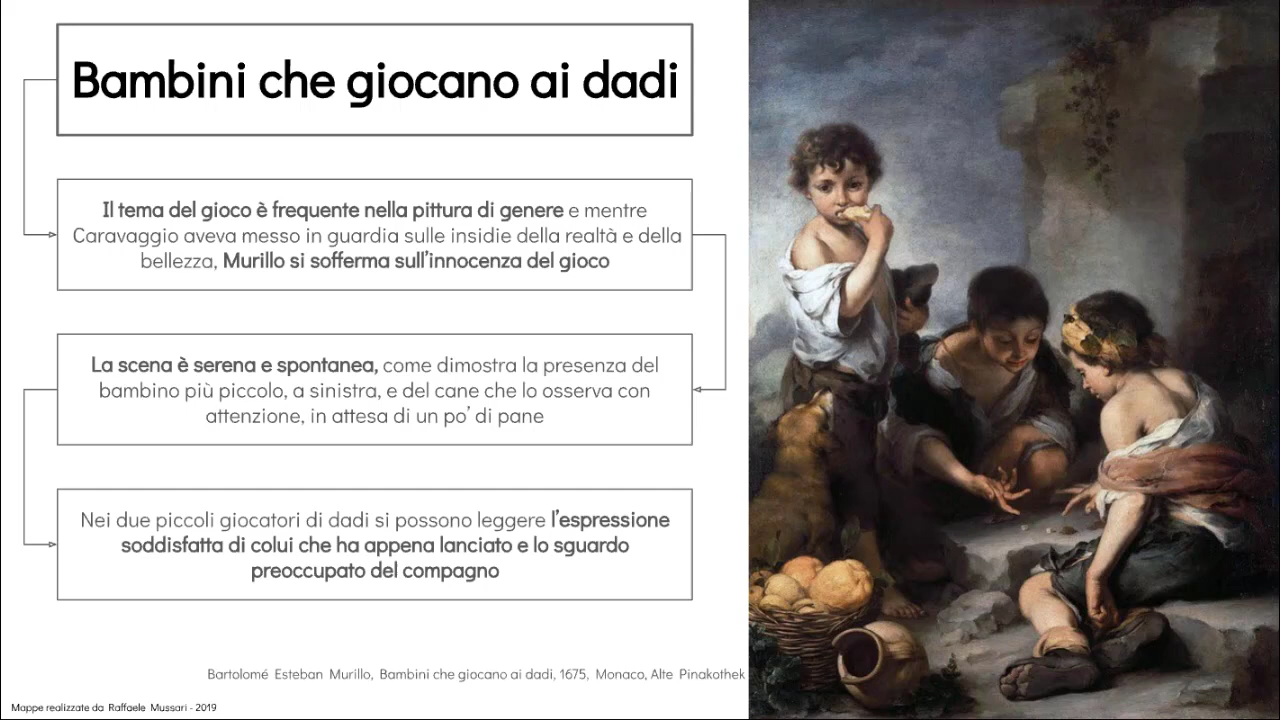 Bambini che giocano ai dadi
Il tema del gioco è frequente nella pittura di genere e mentre
Caravaggio aveva messo in guardia sulle insidie della realtà e della
bellezza, Murillo si sofferma sull'innocenza del gioco
La scena è serena e spontanea, come dimostra la presenza del
bambino più piccolo, a sinistra, e del cane che lo osserva con
attenzione, in attesa di un po' di pane
Nei due piccoli giocatori di dadi si possono leggere l'espressione
soddisfatta di colui che ha appena lanciato e lo sguardo
preoccupato del compagno
Bartolomé Esteban Murillo, Bambini che giocano ai dadi, 1675, Monaco, Alte Pinakothek
Mappe realizzate da Raffaele Mussari - 2019